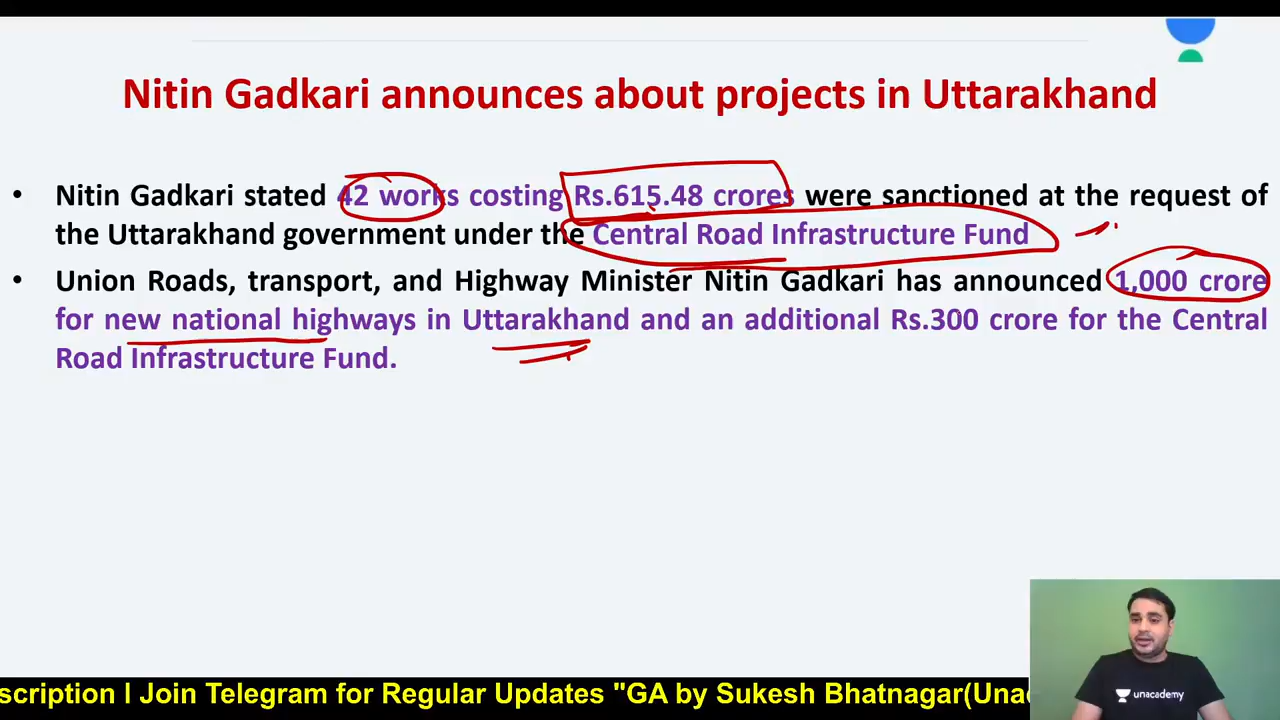 Nitin Gadkari announces about projects in Uttarakhand
• Nitin Gadkari stated 42 works costing Rs.615.48 crores were sanctioned at the request of
the Uttarakhand government under the Central Road Infrastructure Fund
• Union Roads, transport, and Highway Minister Nitin Gadkari has announced 1,000 crore
for new national highways in Uttarakhand and an additional Rs.300 crore for the Central
Road Infrastructure Fund.
unacademy
scription I Join Telegram for Regular Updates "GA by Sukesh Bhatnagar(Una